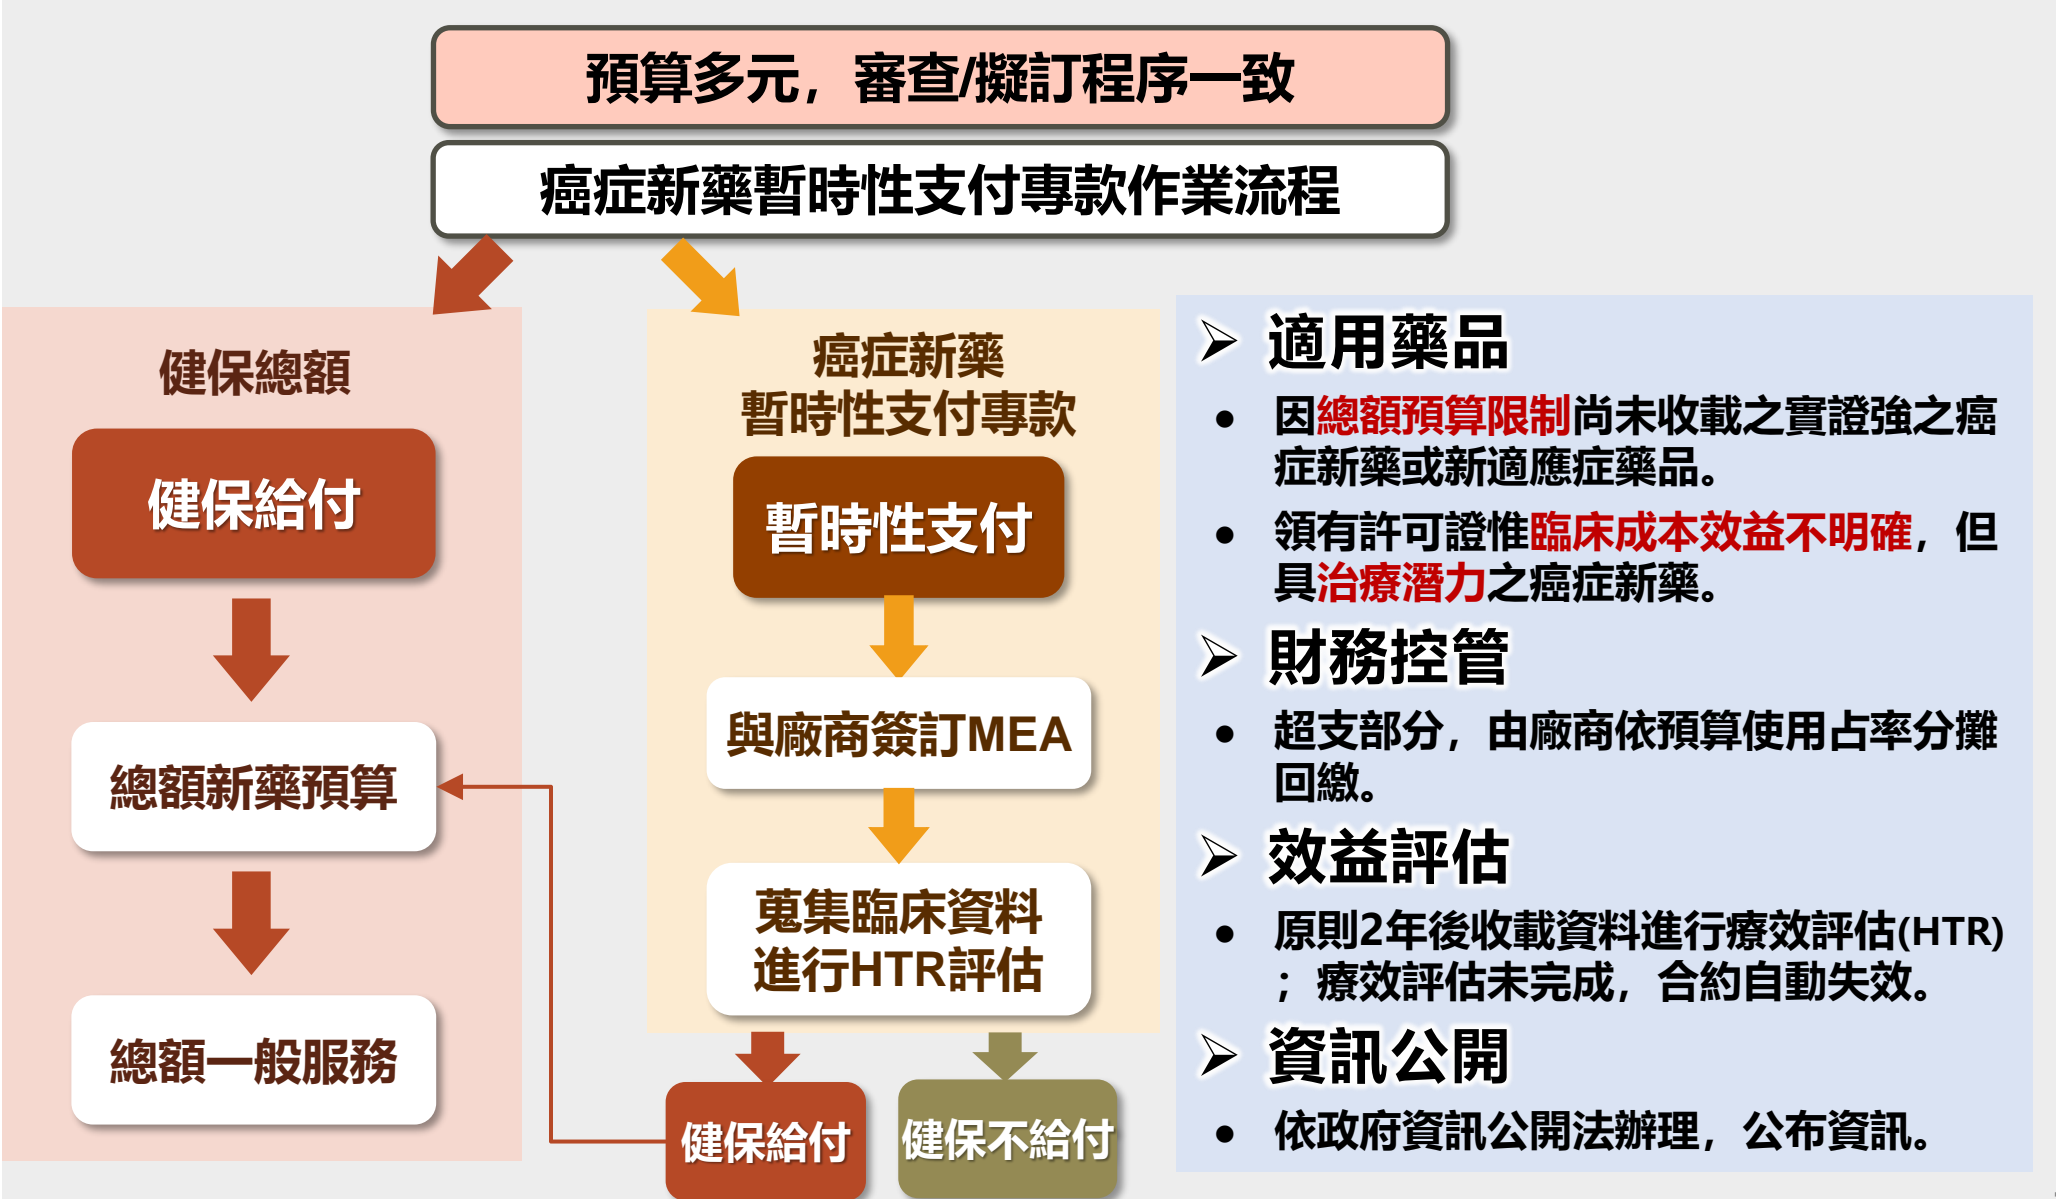 預算多元，審查/擬訂程序一致
癌症新藥暫時性支付專款作業流程
健保總額
健保給付
總額新藥預算
總額一般服務
癌症新藥
暫時性支付專款
暫時性支付
與廠商簽訂MEA
蒐集臨床資料
進行HTR評估
健保給付
健保不給付
➢ 適用藥品
● 因總額預算限制尚未收載之實證強之癌
症新藥或新適應症藥品。
● 領有許可證惟臨床成本效益不明確，但
具治療潛力之癌症新藥。
➢ 財務控管
● 超支部分，由廠商依預算使用占率分攤
回繳。
➢ 效益評估
● 原則2年後收載資料進行療效評估(HTR)
；療效評估未完成，合約自動失效。
➢ 資訊公開
● 依政府資訊公開法辦理，公布資訊。